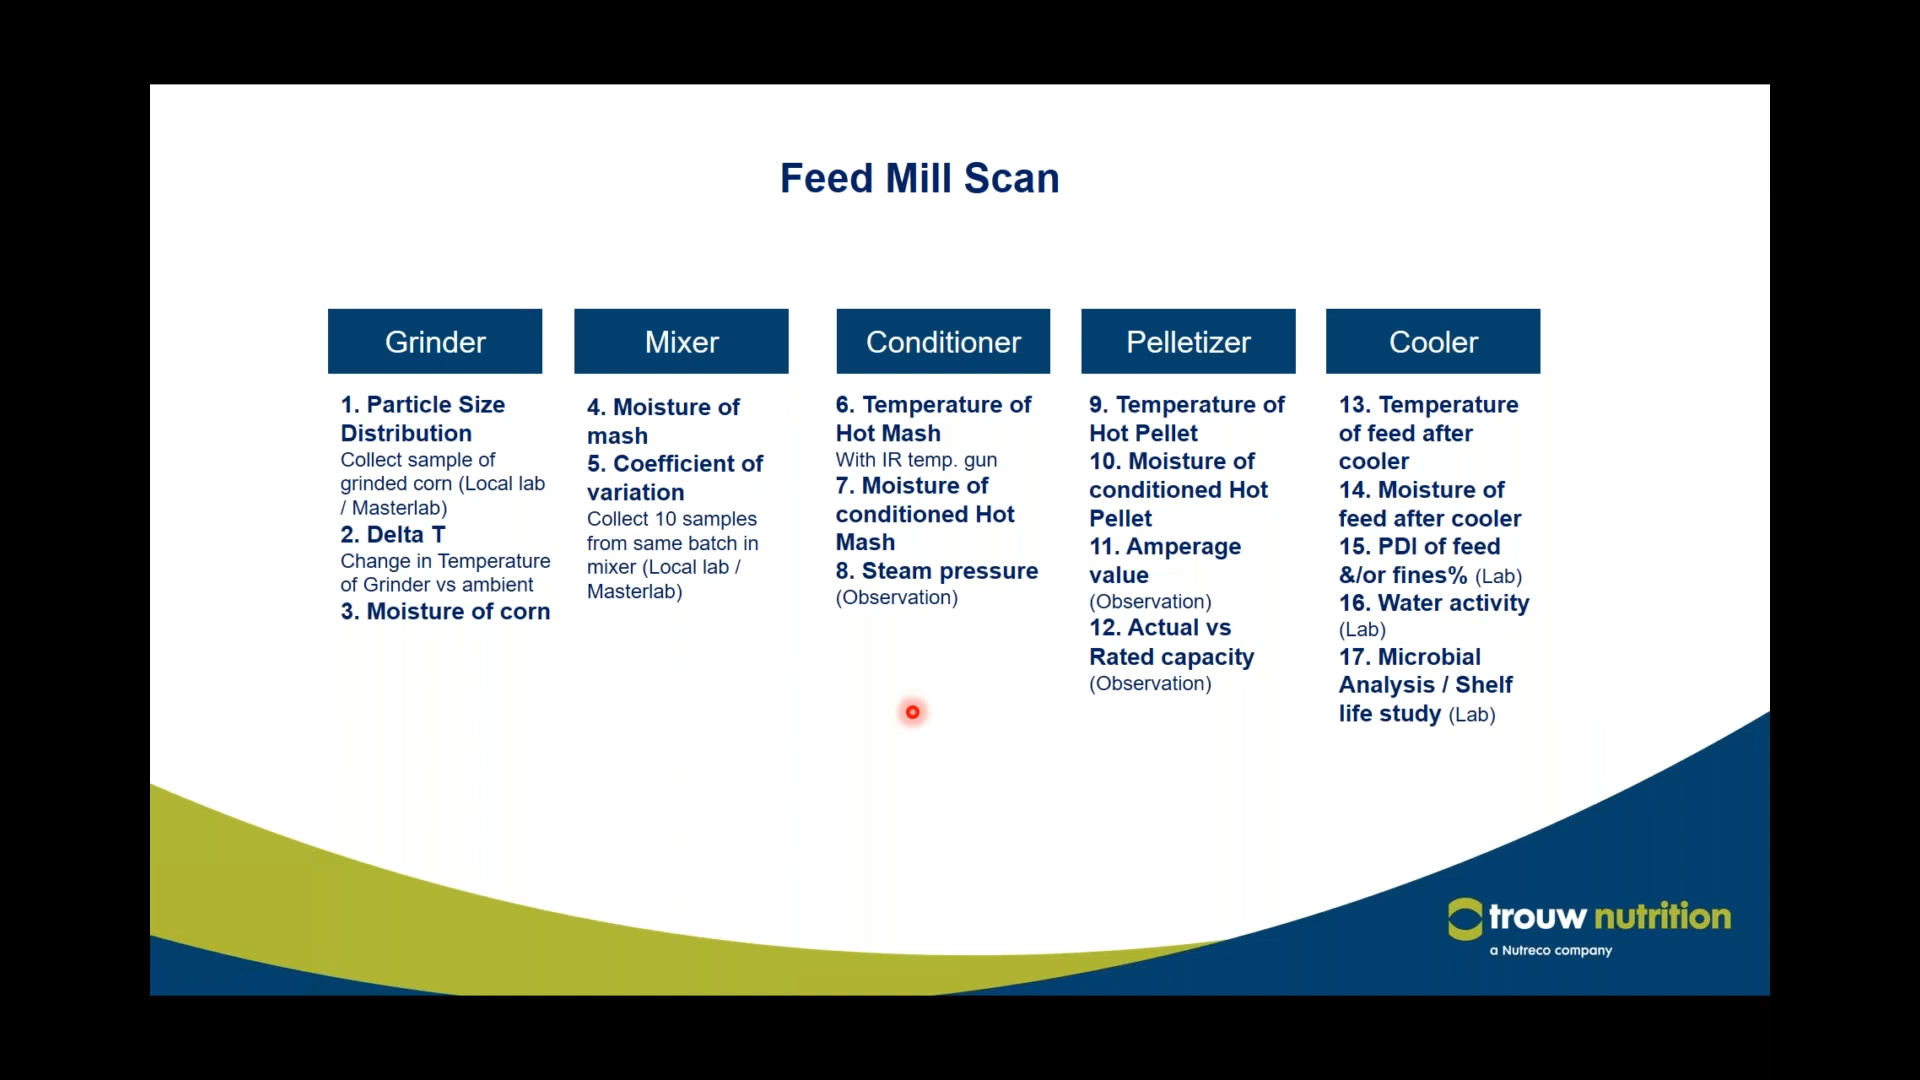 Feed Mill Scan
Grinder
1. Particle Size
Distribution
Collect sample of
grinded corn (Local lab
/ Masterlab)
2. Delta T
Change in Temperature
of Grinder vs ambient
3. Moisture of corn
Mixer
4. Moisture of
mash
5. Coefficient of
variation
Collect 10 samples
from same batch in
mixer (Local lab /
Masterlab)
Conditioner
6. Temperature of
Hot Mash
With IR temp. gun
7. Moisture of
conditioned Hot
Mash
8. Steam pressure
(Observation)
Pelletizer
9. Temperature of
Hot Pellet
10. Moisture of
conditioned Hot
Pellet
11. Amperage
value
(Observation)
12. Actual vs
Rated capacity
(Observation)
Cooler
13. Temperature
of feed after
cooler
14. Moisture of
feed after cooler
15. PDI of feed
&/or fines% (Lab)
16. Water activity
(Lab)
17. Microbial
Analysis / Shelf
life study (Lab)
trouw nutrition
a Nutreco company